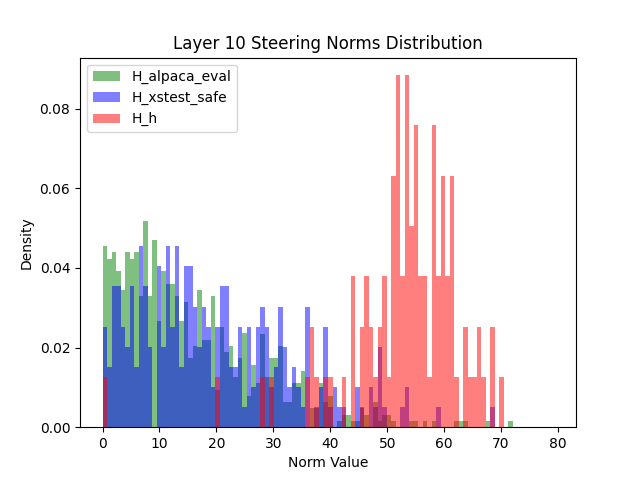 Layer 10 Steering Norms Distribution
H_alpaca_eval
H_xstest_safe
H_h
Density
0.08
0.06
0.04
0.02
0.00
0 10 20 30 40 50 60 70 80
Norm Value